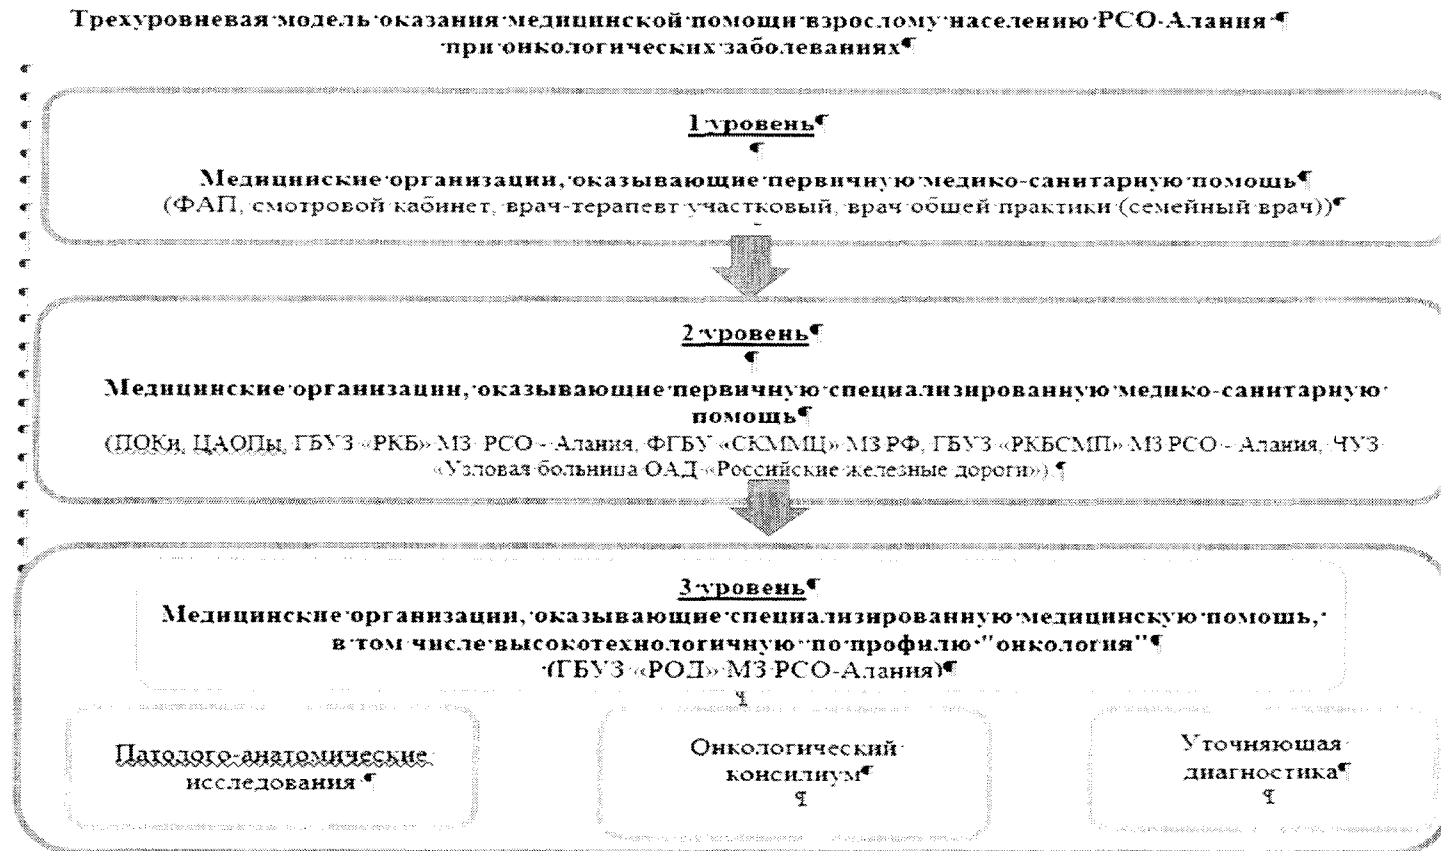 Трехуровневая модель оказания медицинской помощи взрослому населению РСО-Алания
при онкологических заболеваниях
1 уровень
Медицинские организации, оказывающие первичную медико-санитарную помощь
(ФАП, смотровой кабинет, врач-терапевт участковый, врач общей практики (семейный врач))
2 уровень
Медицинские организации, оказывающие первичную специализированную медико-санитарную
помощь
(ПОКи, ЦАОПы, ГБУЗ «РКБ» МЗ РСО - Алания, ФГБУ «СКММЦ» МЗ РФ, ГБУЗ «РКБСМП» МЗ РСО - Алания, ЧУЗ
«Узловая больница ОАД «Российские железные дороги»)
3 уровень
Медицинские организации, оказывающие специализированную медицинскую помощь,
в том числе высокотехнологичную по профилю "онкология"
(ГБУЗ «РОД» МЗ РСО-Алания)
Патолого-анатомические
исследования
Онкологический
консилиум
Уточняющая
диагностика